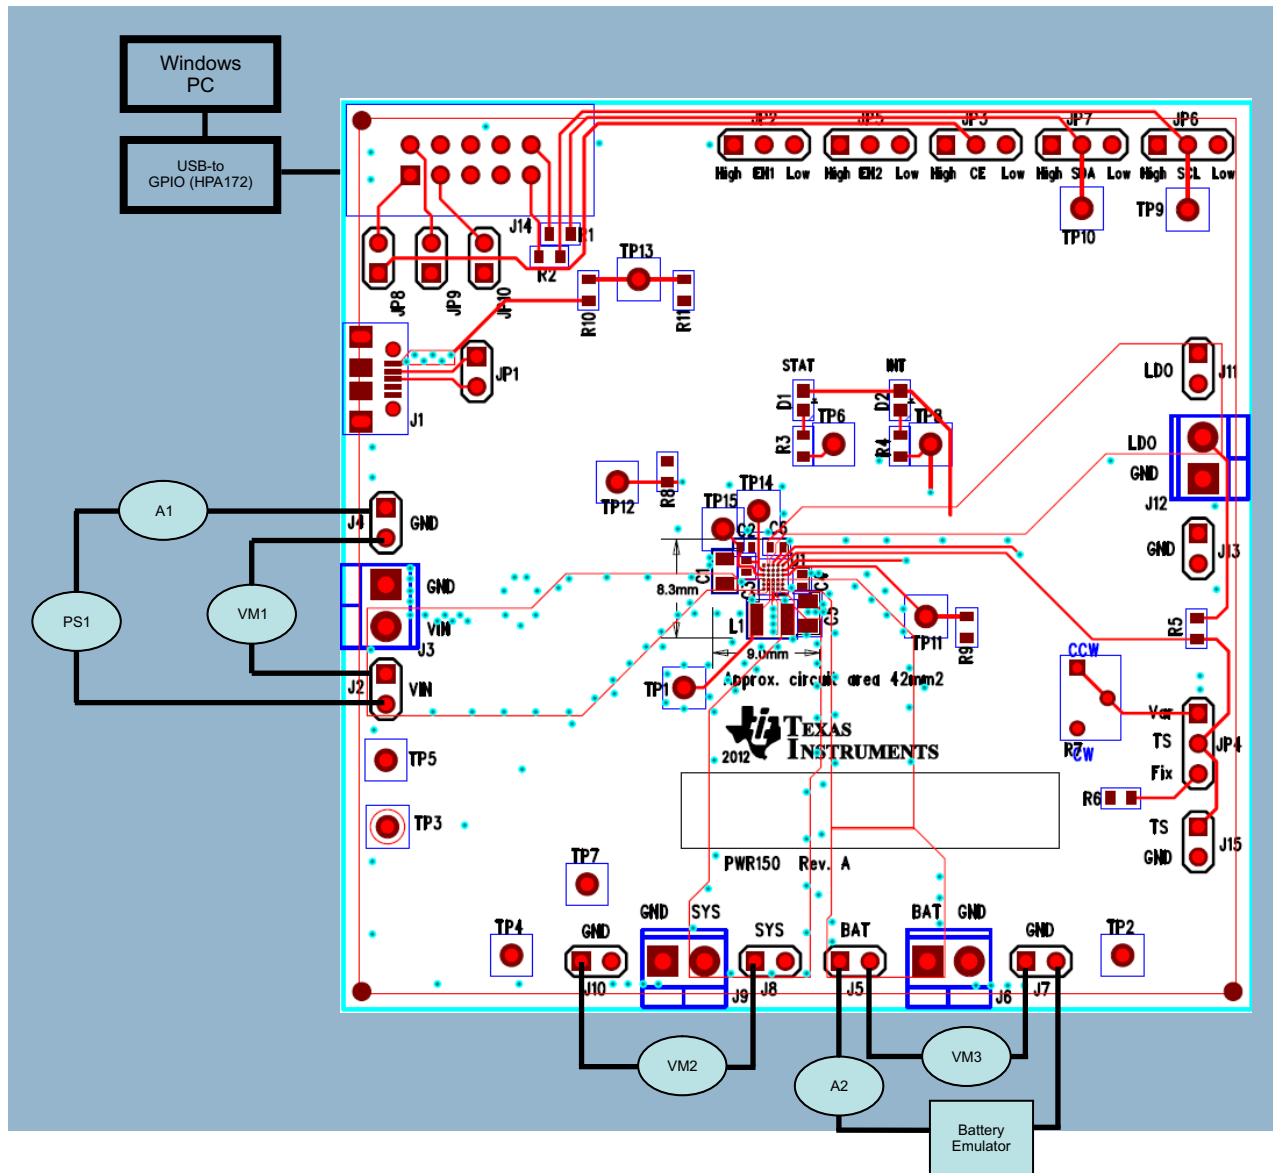 Windows
PC
USB-to
GPIO (HPA172)
JP2
JP5
JP3
JP7
JP6
High EN1 Low
High EN2 Low
High CE Low
High SDA Low
High SCL Low
TP10
TP9
J14
R1
R2
TP13
JP8
JP9
JP10
R10
R11
JP1
J1
STAT
INT
D1
D2
TP6
TP8
R3
R4
LDO
J11
LDO
GND
J12
GND
J13
R8
TP12
TP14
TP15
A1
J4
GND
PS1
VM1
GND
VIN
J3
J2
VIN
C2
C6
C1
C3
U1
C4
C5
8.3mm
L1
9.0mm
TP11
R9
R5
TP1
Approx. circuit area 42mm2
CCW
R7
CW
Var
TS
Fix
JP4
R6
TS
GND
J15
2012
TEXAS
INSTRUMENTS
TP5
TP3
PWR150 Rev. A
TP7
TP4
GND
J10
GND SYS
J9
SYS
J8
BAT
J5
BAT GND
J6
GND
J7
TP2
VM2
VM3
A2
Battery
Emulator